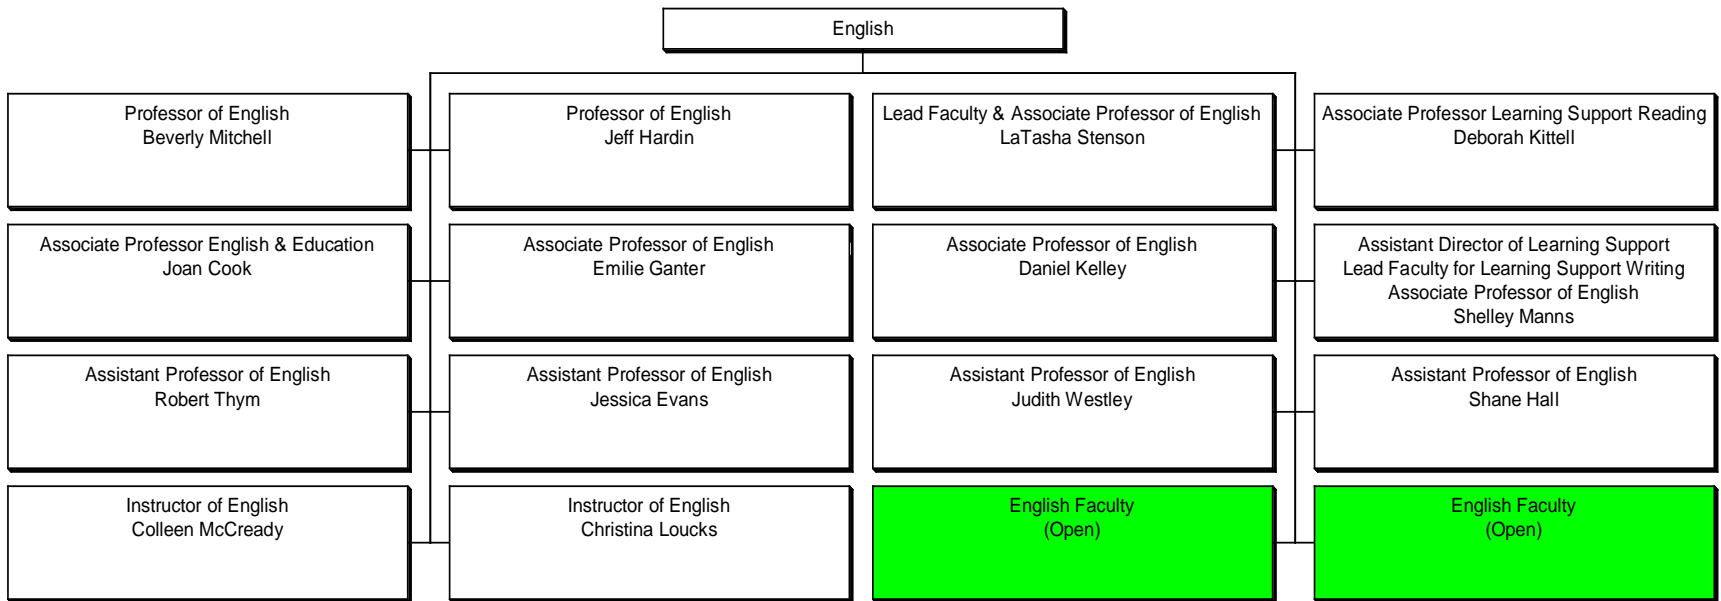 English
Professor of English
Beverly Mitchell
Professor of English
Jeff Hardin
Lead Faculty & Associate Professor of English
LaTasha Stenson
Associate Professor Learning Support Reading
Deborah Kittell
Associate Professor English & Education
Joan Cook
Associate Professor of English
Emilie Ganter
Associate Professor of English
Daniel Kelley
Assistant Director of Learning Support
Lead Faculty for Learning Support Writing
Associate Professor of English
Shelley Manns
Assistant Professor of English
Robert Thym
Assistant Professor of English
Jessica Evans
Assistant Professor of English
Judith Westley
Assistant Professor of English
Shane Hall
Instructor of English
Colleen McCready
Instructor of English
Christina Loucks
English Faculty
(Open)
English Faculty
(Open)